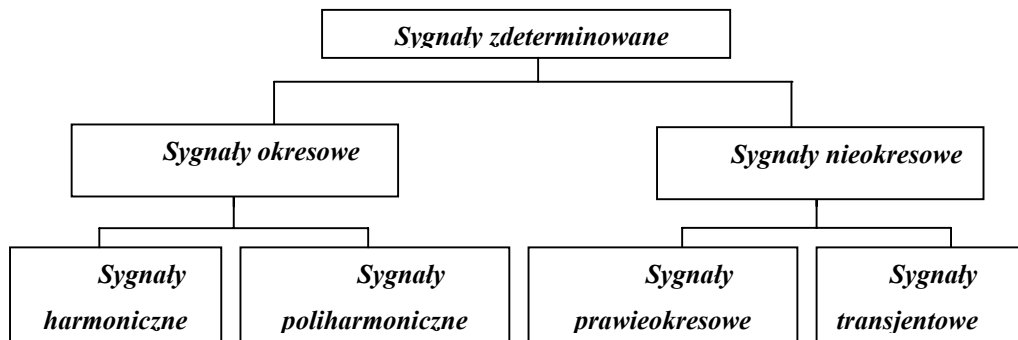 Sygnały zdeterminowane
Sygnały okresowe
Sygnały nieokresowe
Sygnały
harmoniczne
Sygnały
poliharmoniczne
Sygnały
prawieokresowe
Sygnały
transjentowe